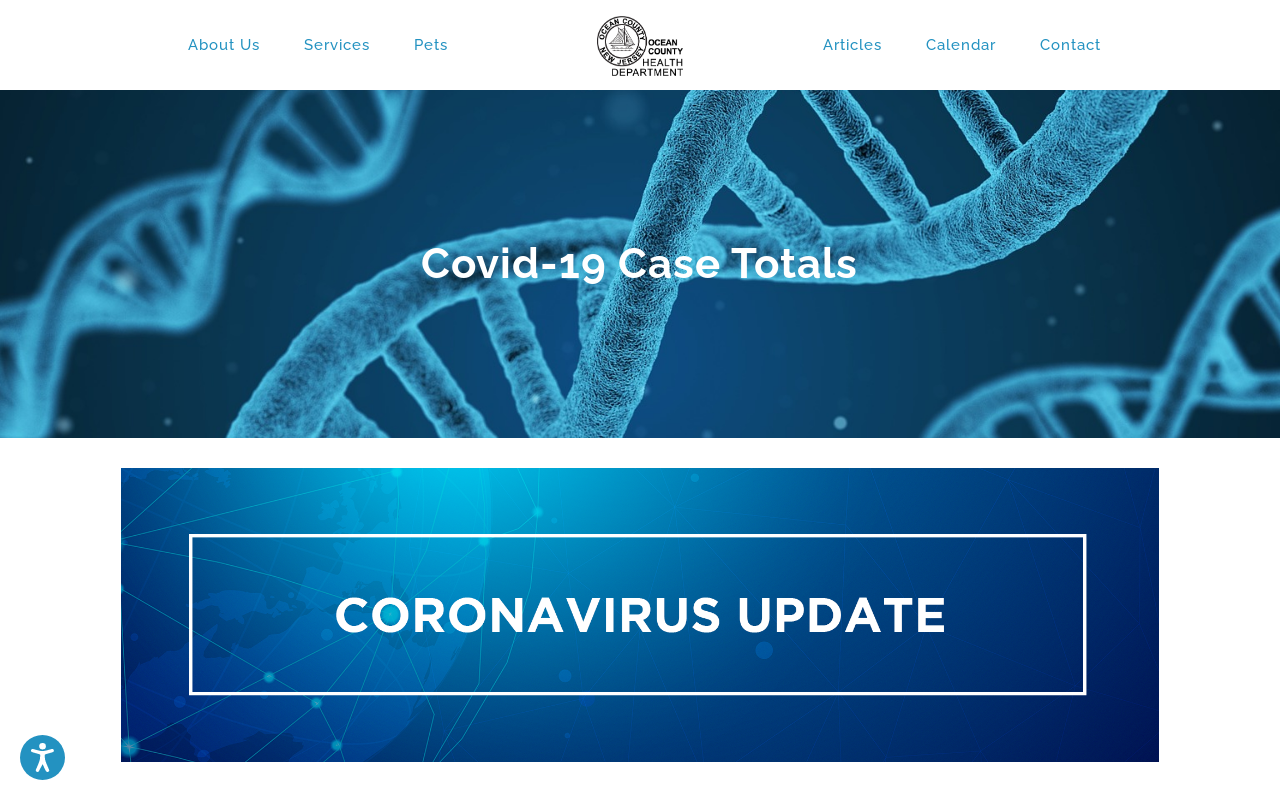 About Us
Services
Pets
OCEAN COUNTY
NEW JERSEY
OCEAN
COUNTY
HEALTH
DEPARTMENT
Articles
Calendar
Contact
Covid-19 Case Totals
CORONAVIRUS UPDATE